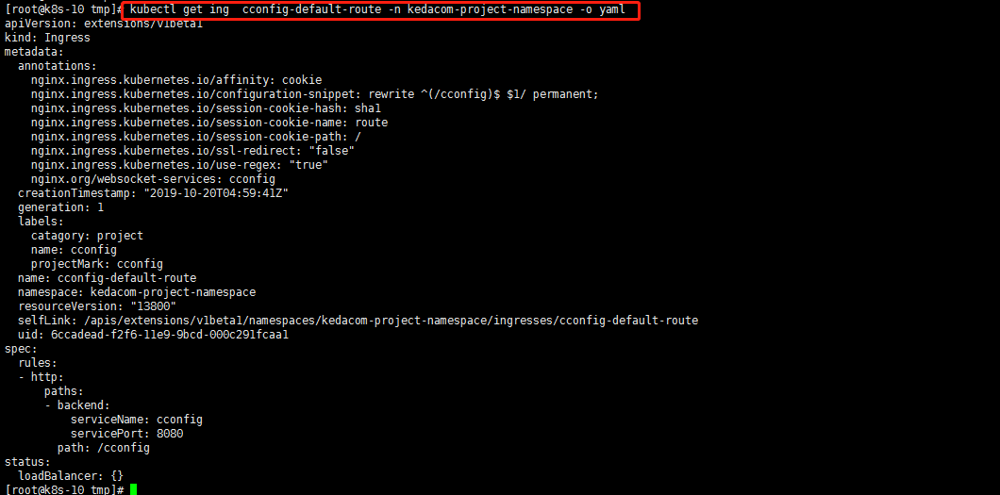 [root@k8s-10 tmp]# kubectl get ing  cconfig-default-route -n kedacom-project-namespace -o yaml
apiVersion: extensions/v1beta1
kind: Ingress
metadata:
  annotations:
    nginx.ingress.kubernetes.io/affinity: cookie
    nginx.ingress.kubernetes.io/configuration-snippet: rewrite ^(/cconfig)$ $1/ permanent;
    nginx.ingress.kubernetes.io/session-cookie-hash: sha1
    nginx.ingress.kubernetes.io/session-cookie-name: route
    nginx.ingress.kubernetes.io/session-cookie-path: /
    nginx.ingress.kubernetes.io/ssl-redirect: "false"
    nginx.ingress.kubernetes.io/use-regex: "true"
    nginx.org/websocket-services: cconfig
  creationTimestamp: "2019-10-20T04:59:41Z"
  generation: 1
  labels:
    catagory: project
    name: cconfig
    projectMark: cconfig
  name: cconfig-default-route
  namespace: kedacom-project-namespace
  resourceVersion: "13800"
  selfLink: /apis/extensions/v1beta1/namespaces/kedacom-project-namespace/ingresses/cconfig-default-route
  uid: 6ccadead-f2f6-11e9-9bcd-000c291fcaa1
spec:
  rules:
  - http:
      paths:
      - backend:
          serviceName: cconfig
          servicePort: 8080
        path: /cconfig
status:
  loadBalancer: {}
[root@k8s-10 tmp]#